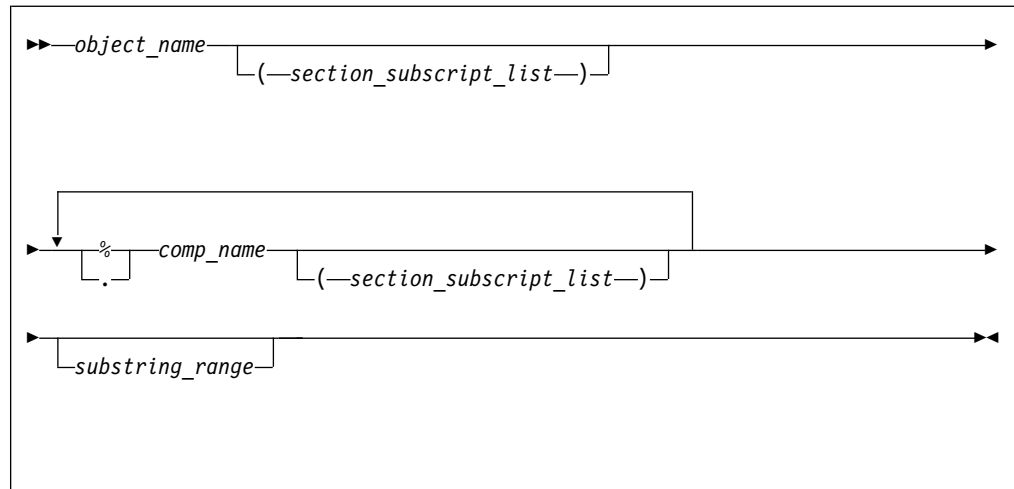 object_name
(section_subscript_list)
% comp_name
. (section_subscript_list)
substring_range